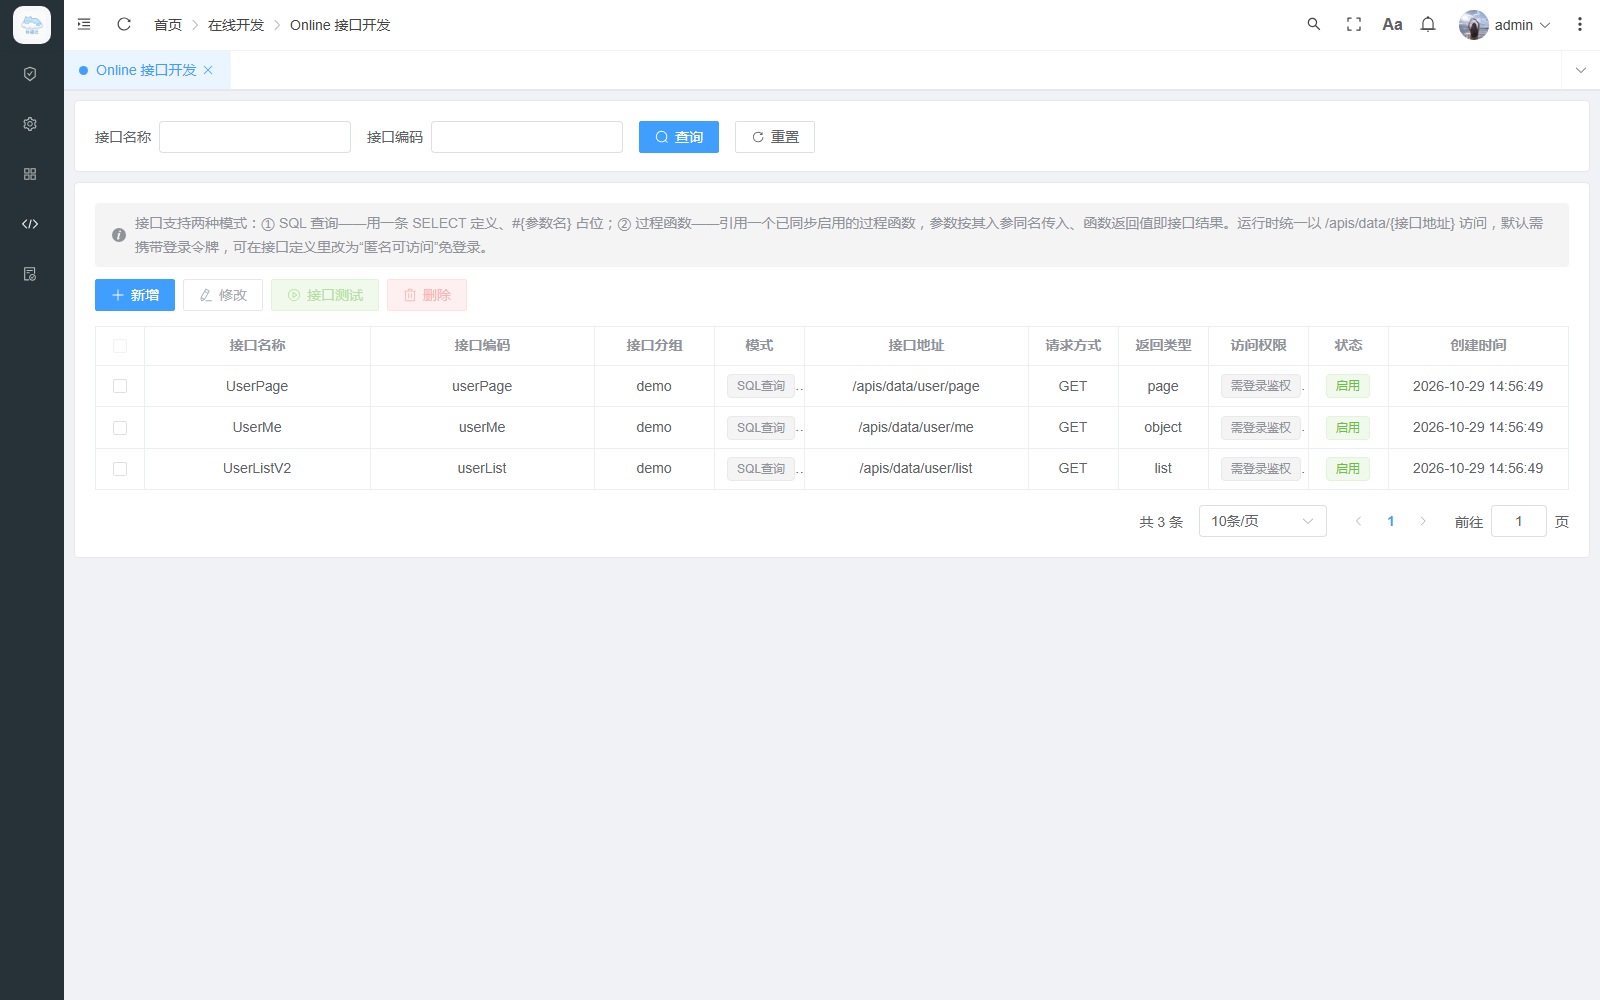 首页 > 在线开发 > Online 接口开发
Aa
admin
Online 接口开发
接口名称
接口编码
查询
重置
接口支持两种模式：① SQL 查询——用一条 SELECT 定义、#{参数名} 占位；② 过程函数——引用一个已同步启用的过程函数，参数按其入参同名传入、函数返回值即接口结果。运行时统一以 /apis/data/{接口地址} 访问，默认需
携带登录令牌，可在接口定义里改为“匿名可访问”免登录。
新增
修改
接口测试
删除
接口名称 接口编码 接口分组 模式 接口地址 请求方式 返回类型 访问权限 状态 创建时间
UserPage userPage demo SQL查询 .. /apis/data/user/page GET page 需登录鉴权 . 启用 2026-10-29 14:56:49
UserMe userMe demo SQL查询 .. /apis/data/user/me GET object 需登录鉴权 . 启用 2026-10-29 14:56:49
UserListV2 userList demo SQL查询 .. /apis/data/user/list GET list 需登录鉴权 . 启用 2026-10-29 14:56:49
共 3 条 10条/页 1 前往 1 页